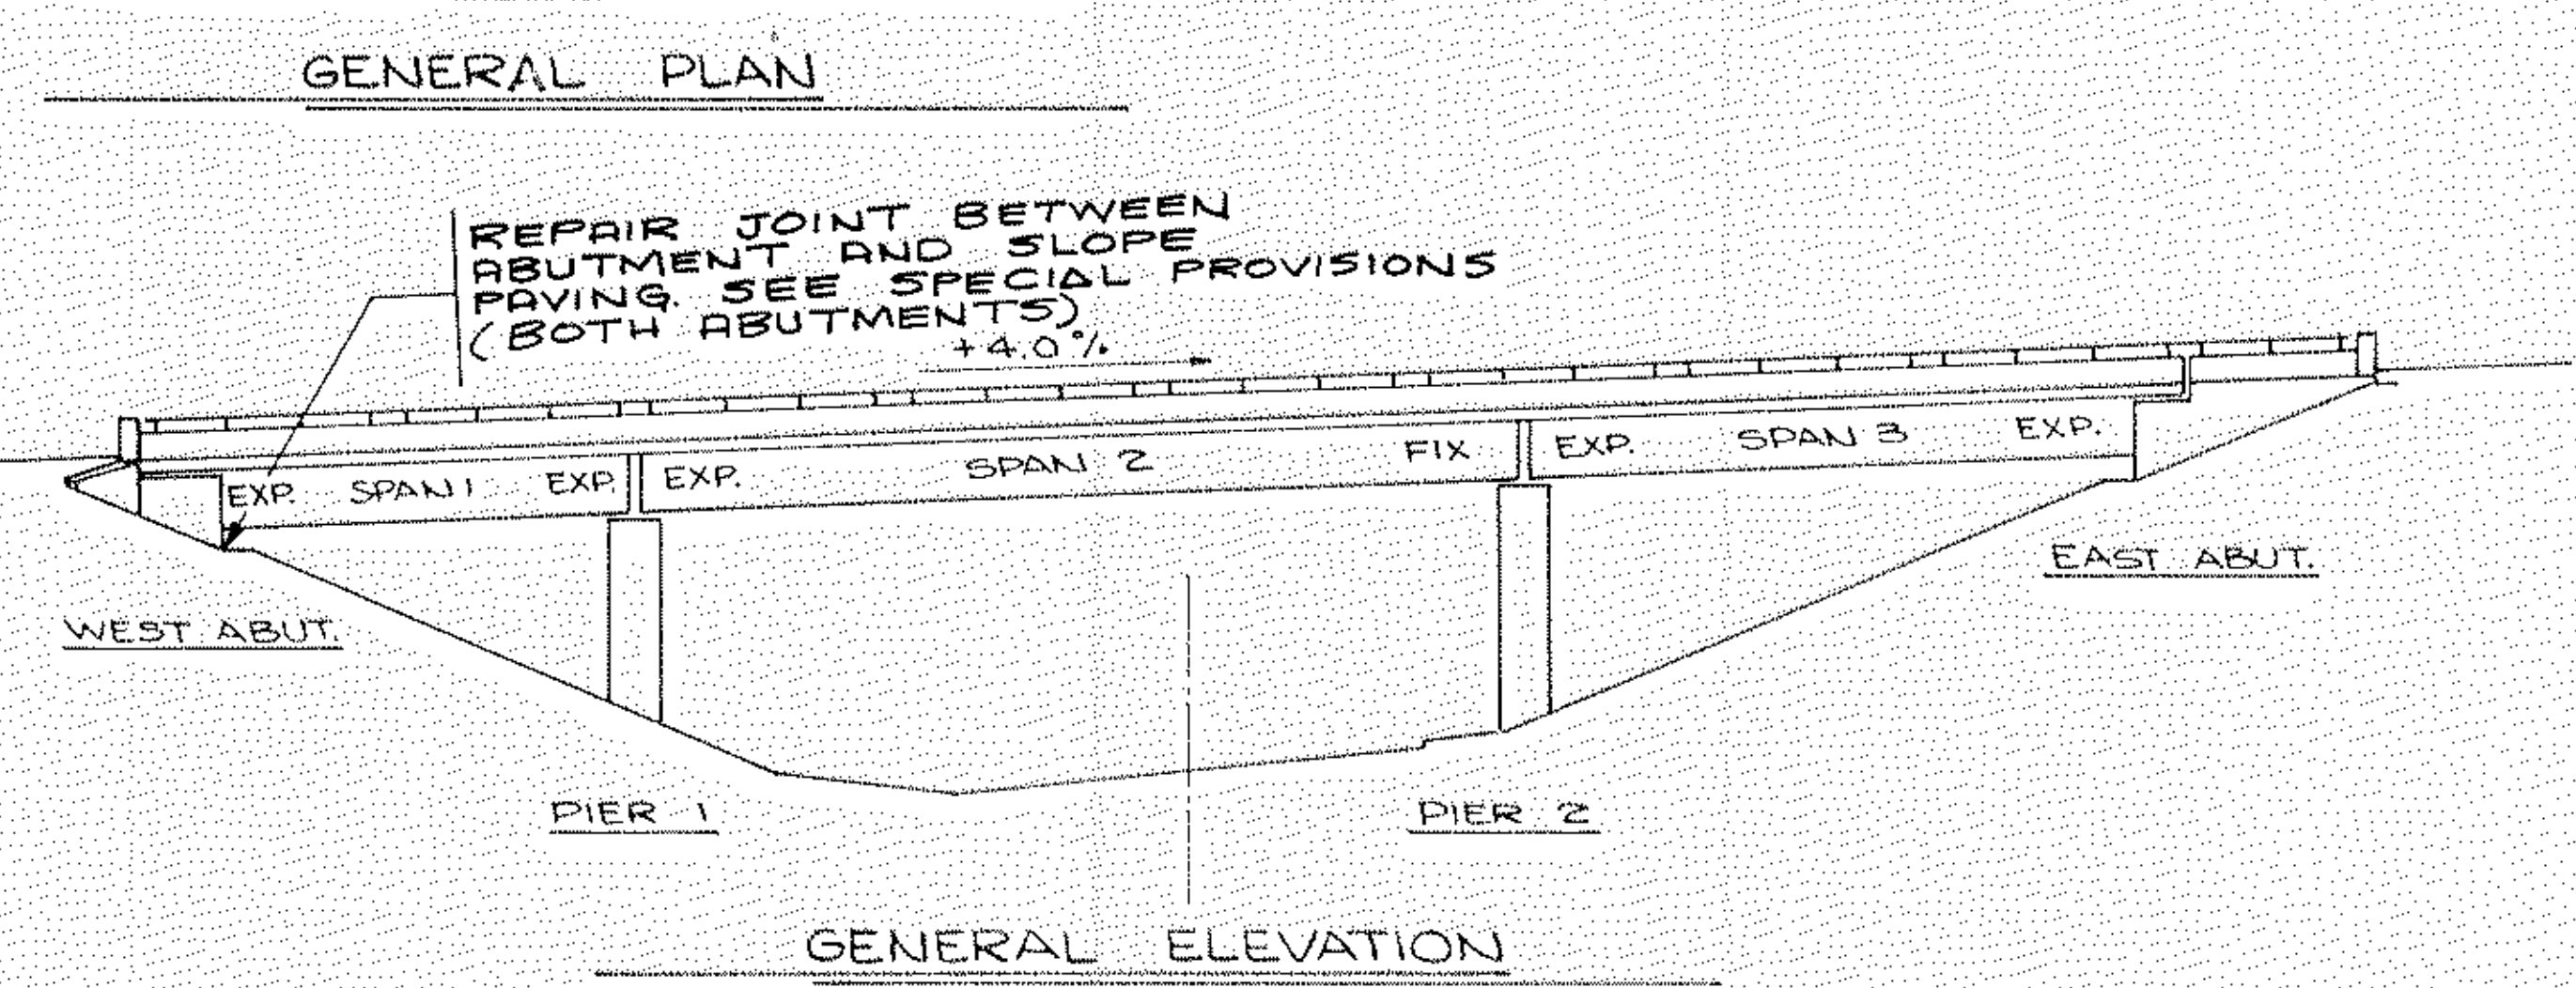 GENERAL PLAN
REPAIR JOINT BETWEEN
ABUTMENT AND SLOPE
PAVING. SEE SPECIAL PROVISIONS
(BOTH ABUTMENTS)
+4.0%
EXP. SPAN 1 EXP.
EXP. SPAN 2 FIX
EXP. SPAN 3 EXP.
WEST ABUT.
EAST ABUT.
PIER 1
PIER 2
GENERAL ELEVATION